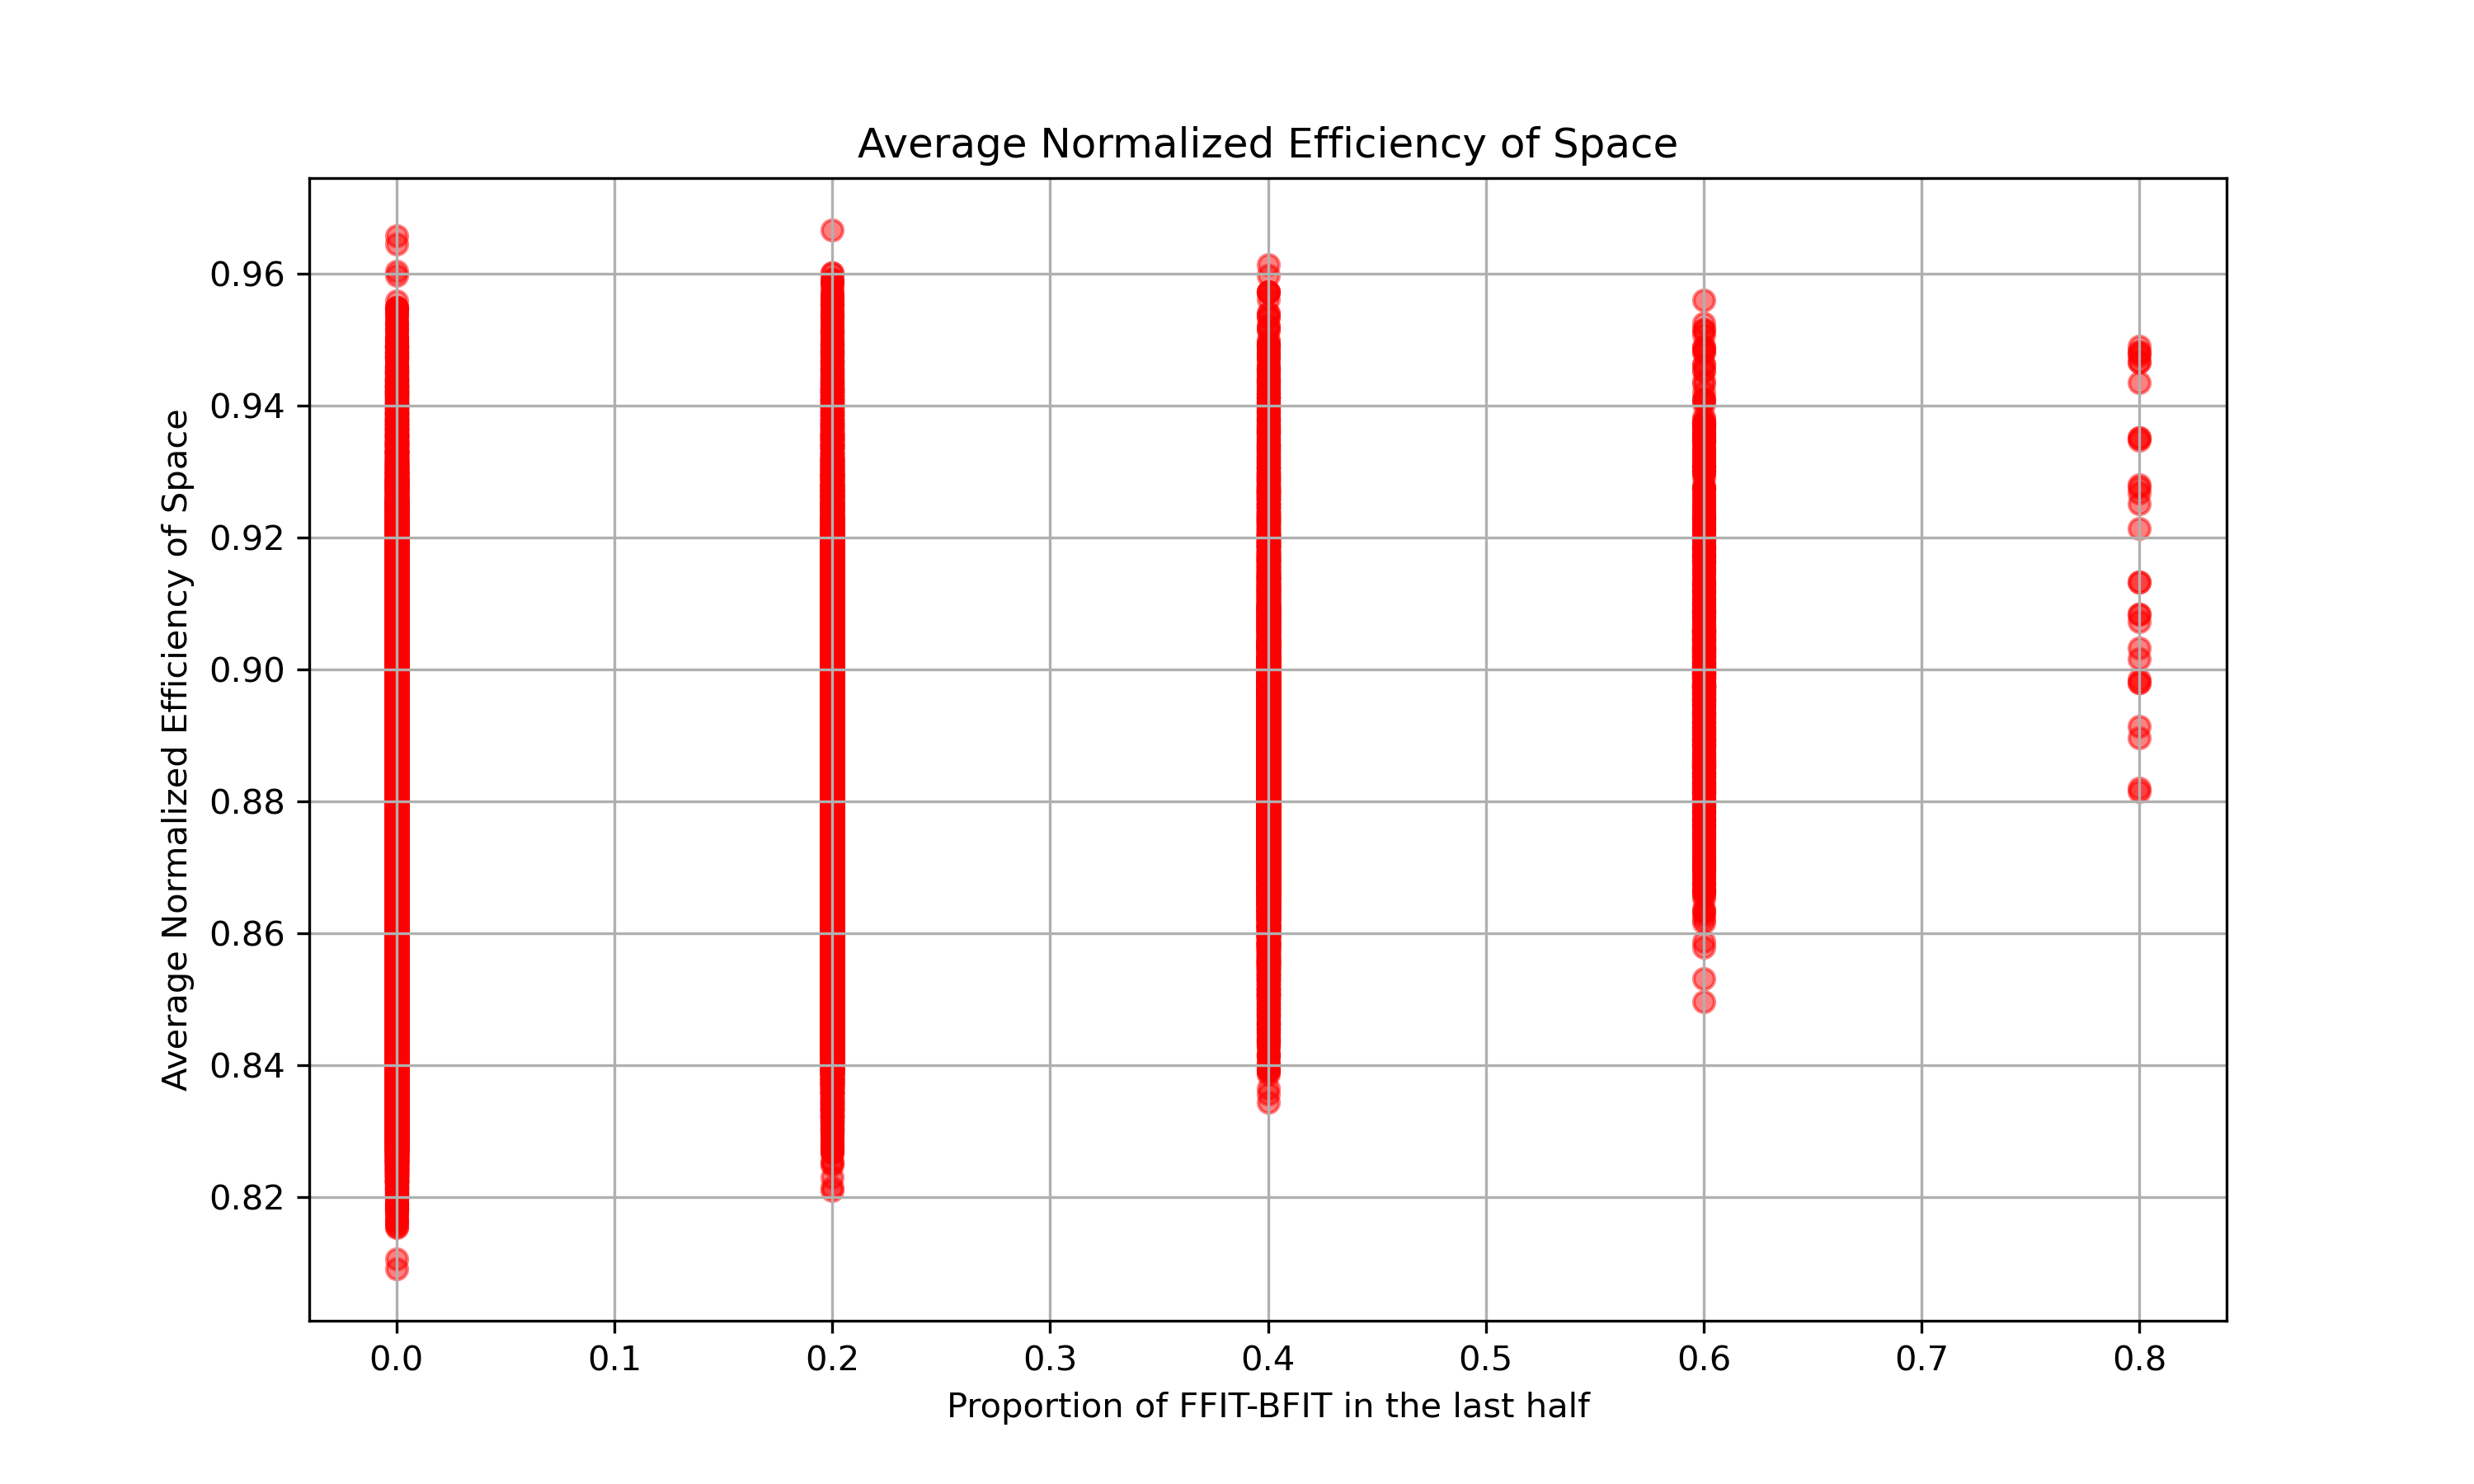 Average Normalized Efficiency of Space
Average Normalized Efficiency of Space
0.96
0.94
0.92
0.90
0.88
0.86
0.84
0.82
0.0 0.1 0.2 0.3 0.4 0.5 0.6 0.7 0.8
Proportion of FFIT-BFIT in the last half